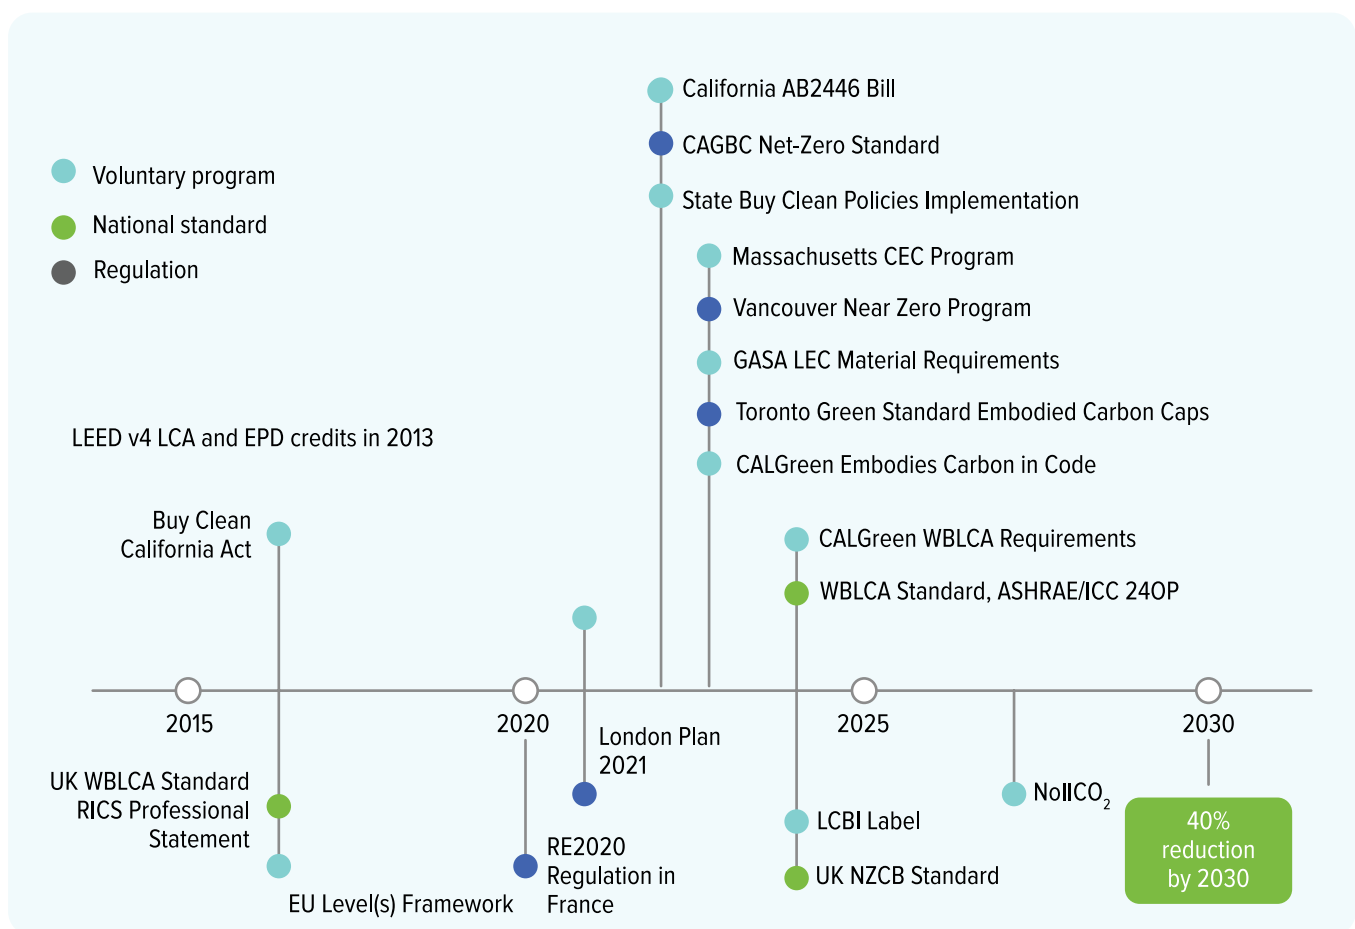 California AB2446 Bill
CAGBC Net-Zero Standard
State Buy Clean Policies Implementation
Voluntary program
National standard
Regulation
Massachusetts CEC Program
Vancouver Near Zero Program
GASA LEC Material Requirements
Toronto Green Standard Embodied Carbon Caps
CALGreen Embodies Carbon in Code
LEED v4 LCA and EPD credits in 2013
Buy Clean
California Act
CALGreen WBLCA Requirements
WBLCA Standard, ASHRAE/ICC 24OP
2015
2020
2025
2030
London Plan
2021
UK WBLCA Standard
RICS Professional
Statement
EU Level(s) Framework
RE2020
Regulation in
France
LCBI Label
UK NZCB Standard
NollCO₂
40%
reduction
by 2030